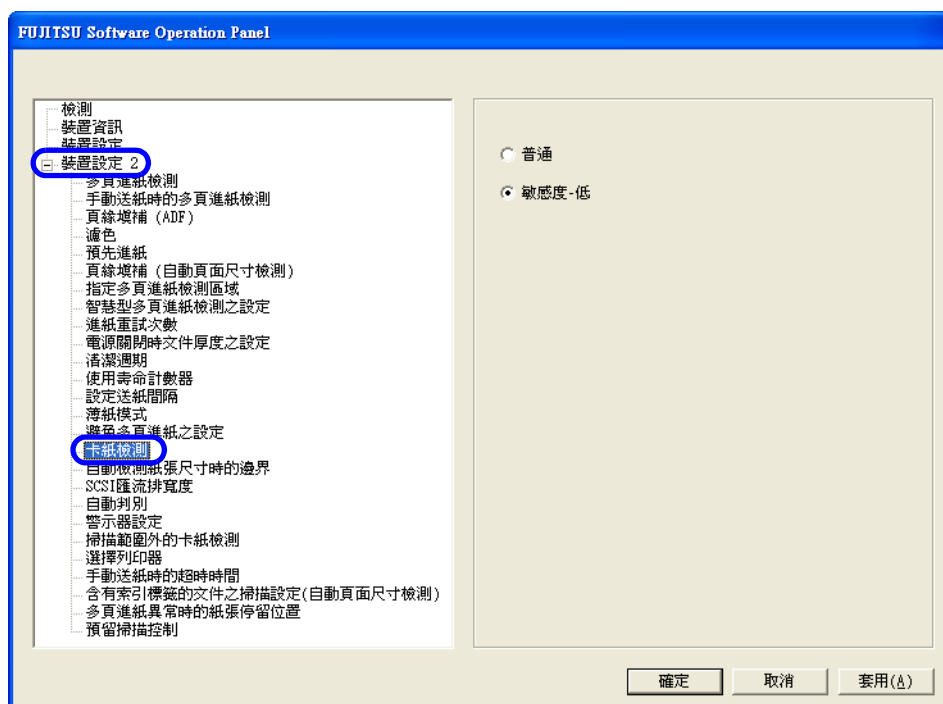 FUJITSU Software Operation Panel
檢測
裝置資訊
裝置設定
裝置設定 2
多頁進紙檢測
手動送紙時的多頁進紙檢測
頁緣填補 (ADF)
濾色
預先進紙
頁緣填補 (自動頁面尺寸檢測)
指定多頁進紙檢測區域
智慧型多頁進紙檢測之設定
進紙重試次數
電源關閉時文件厚度之設定
清潔週期
使用壽命計數器
設定送紙間隔
薄紙模式
避免多頁進紙之設定
卡紙檢測
自動檢測紙張尺寸時的邊界
SCSI匯流排寬度
自動判別
警示器設定
掃描範圍外的卡紙檢測
選擇列印器
手動送紙時的超時時間
含有索引標籤的文件之掃描設定(自動頁面尺寸檢測)
多頁進紙異常時的紙張停留位置
預留掃描控制
普通
敏感度-低
確定
取消
套用(A)